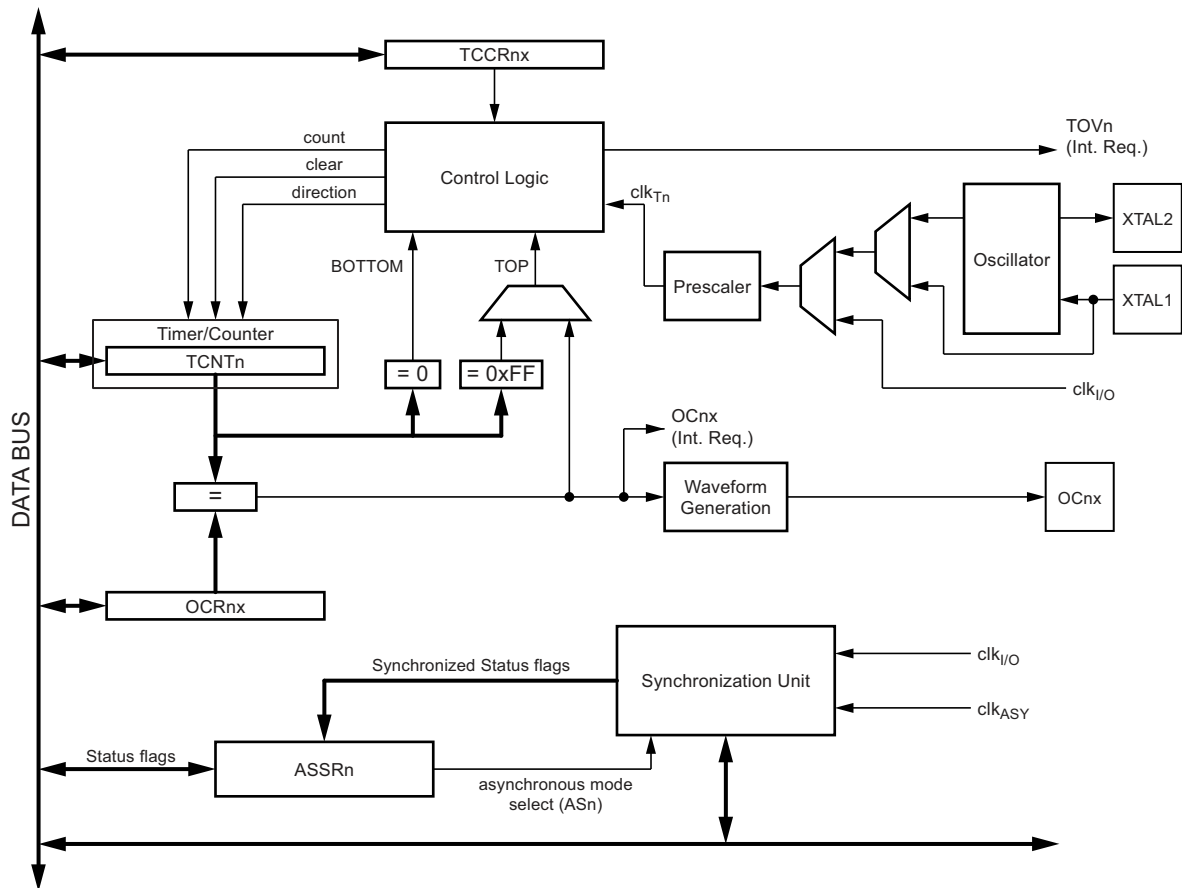 TCCRnx
count
clear
direction
Control Logic
TOVn
(Int. Req.)
clkTn
BOTTOM
TOP
Prescaler
Oscillator
XTAL2
XTAL1
clkI/O
Timer/Counter
TCNTn
= 0
= 0xFF
DATA BUS
OCnx
(Int. Req.)
=
Waveform
Generation
OCnx
OCRnx
Synchronized Status flags
Synchronization Unit
clkI/O
clkASY
Status flags
ASSRn
asynchronous mode
select (ASn)